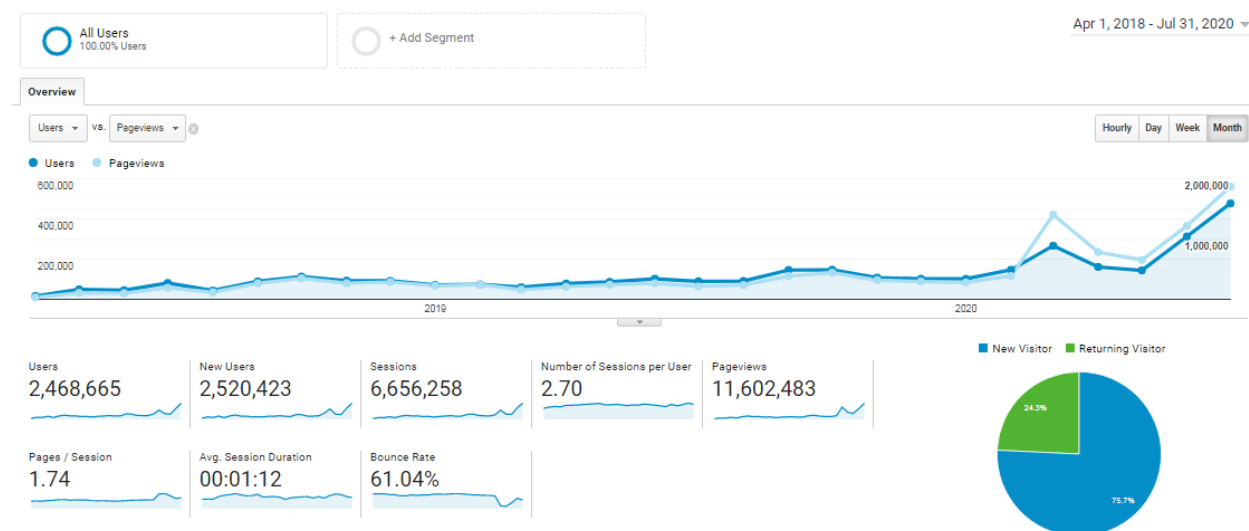 All Users
100.00% Users
+ Add Segment
Apr 1, 2018 - Jul 31, 2020
Overview
Users vs. Pageviews
Hourly Day Week Month
Users Pageviews
600,000 2,000,000
400,000
1,000,000
200,000
2019 2020
New Visitor Returning Visitor
Users
2,468,665
New Users
2,520,423
Sessions
6,656,258
Number of Sessions per User
2.70
Pageviews
11,602,483
Pages / Session
1.74
Avg. Session Duration
00:01:12
Bounce Rate
61.04%
24.3%
75.7%